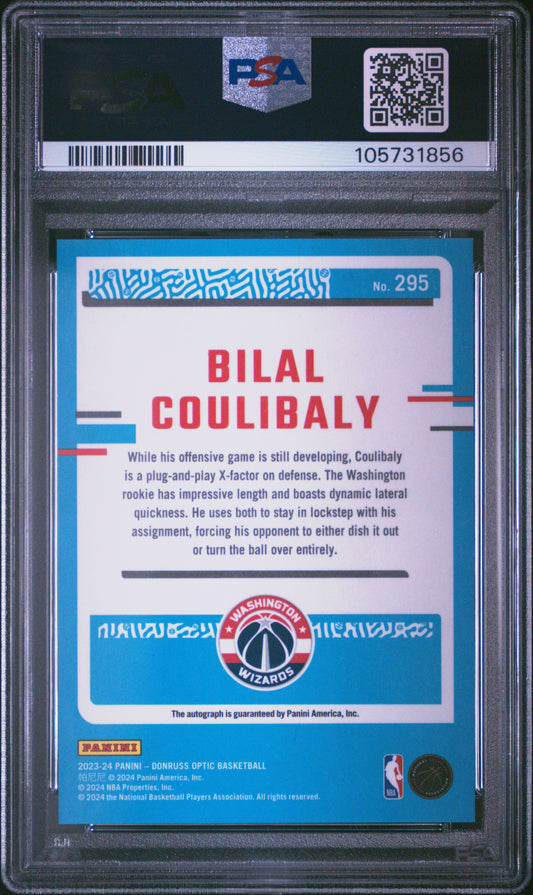 PSA
105731856
No. 295
BILAL
COULIBALY
While his offensive game is still developing, Coulibaly
is a plug-and-play X-factor on defense. The Washington
rookie has impressive length and boasts dynamic lateral
quickness. He uses both to stay in lockstep with his
assignment, forcing his opponent to either dish it out
or turn the ball over entirely.
WASHINGTON
WIZARDS
The autograph is guaranteed by Panini America, Inc.
PANINI
2023-24 PANINI – DONRUSS OPTIC BASKETBALL
帕尼尼 © 2024 Panini America, Inc.
© 2024 NBA Properties, Inc.
© 2024 the National Basketball Players Association. All rights reserved.
NBA
PSA